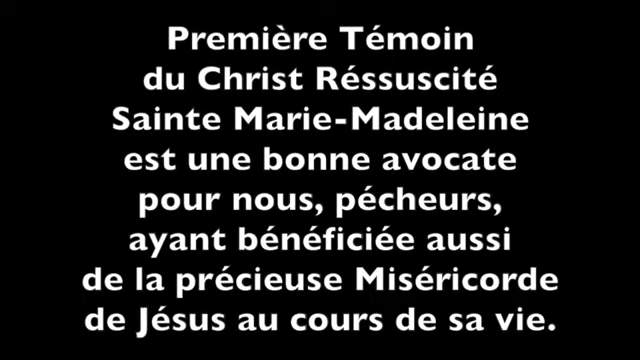 Première Témoin
du Christ Réssuscité
Sainte Marie-Madeleine
est une bonne avocate
pour nous, pécheurs,
ayant bénéficiée aussi
de la précieuse Miséricorde
de Jésus au cours de sa vie.